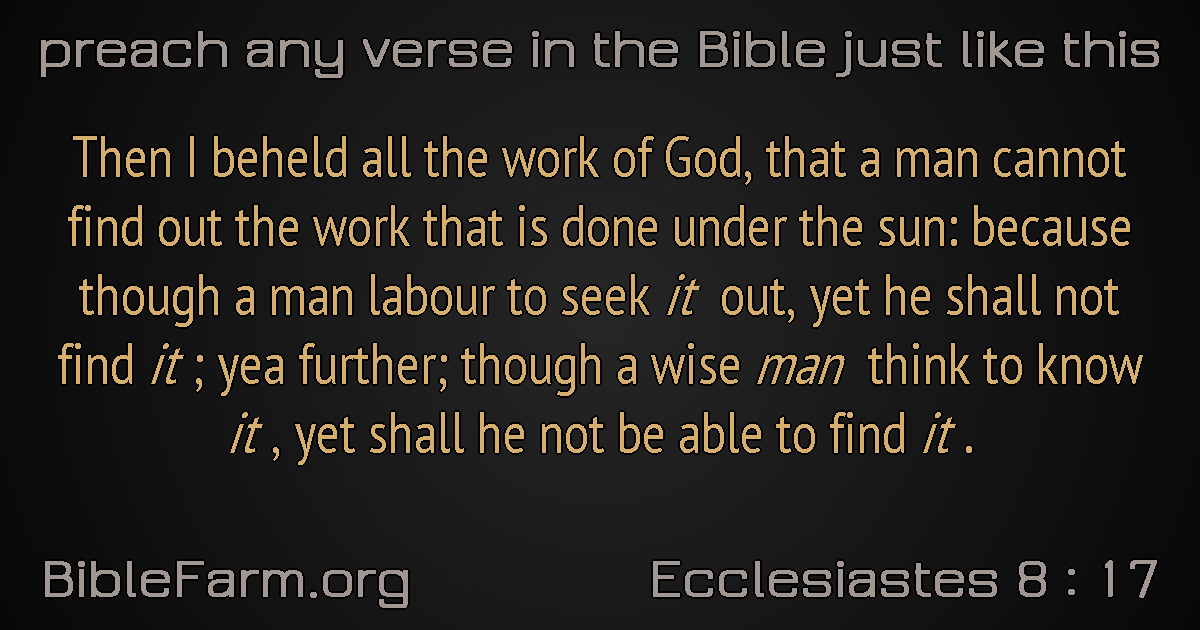 preach any verse in the Bible just like this
Then I beheld all the work of God, that a man cannot
find out the work that is done under the sun: because
though a man labour to seek it out, yet he shall not
find it ; yea further; though a wise man think to know
it , yet shall he not be able to find it .
BibleFarm.org
Ecclesiastes 8 : 17